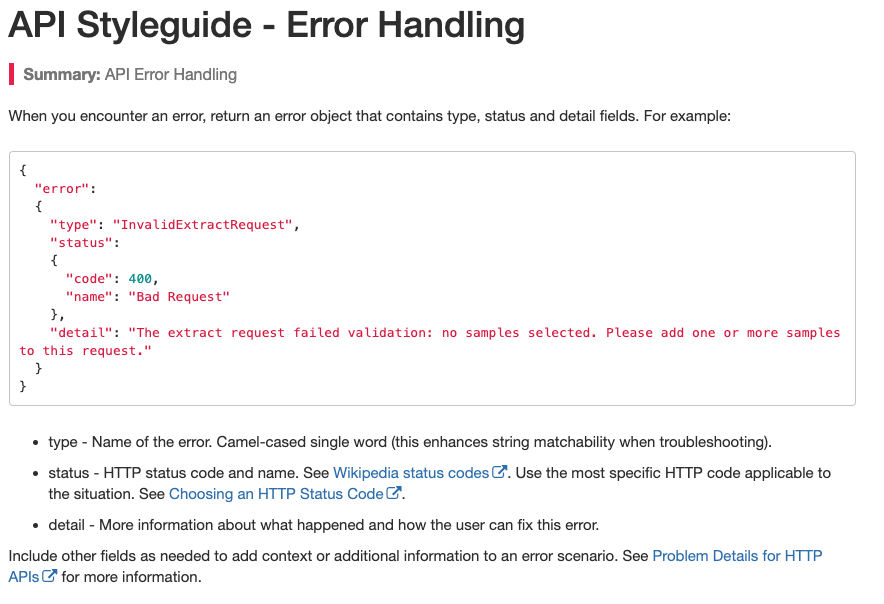 API Styleguide - Error Handling
Summary: API Error Handling
When you encounter an error, return an error object that contains type, status and detail fields. For example:
{
  "error":
  {
    "type": "InvalidExtractRequest",
    "status":
    {
      "code": 400,
      "name": "Bad Request"
    },
    "detail": "The extract request failed validation: no samples selected. Please add one or more samples
to this request."
  }
}
• type - Name of the error. Camel-cased single word (this enhances string matchability when troubleshooting).
• status - HTTP status code and name. See Wikipedia status codes. Use the most specific HTTP code applicable to
the situation. See Choosing an HTTP Status Code.
• detail - More information about what happened and how the user can fix this error.
Include other fields as needed to add context or additional information to an error scenario. See Problem Details for HTTP
APIs for more information.